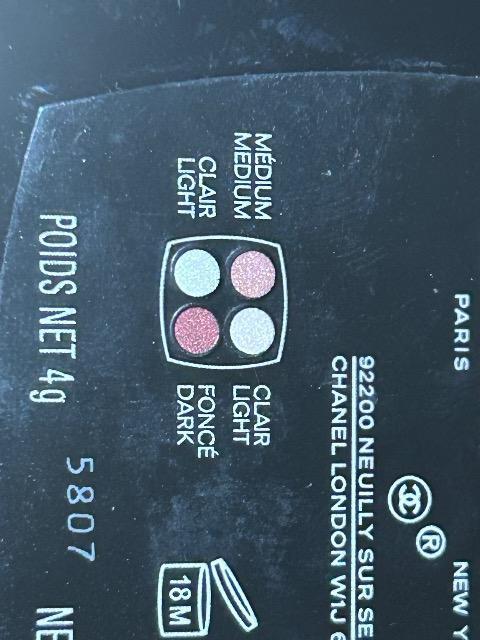 PARIS
NEW Y
®
92200 NEUILLY SUR SE
CHANEL LONDON W1J 6
MÉDIUM
MEDIUM
CLAIR
LIGHT
CLAIR
LIGHT
FONCÉ
DARK
18M
POIDS NET 4g
NE
5807